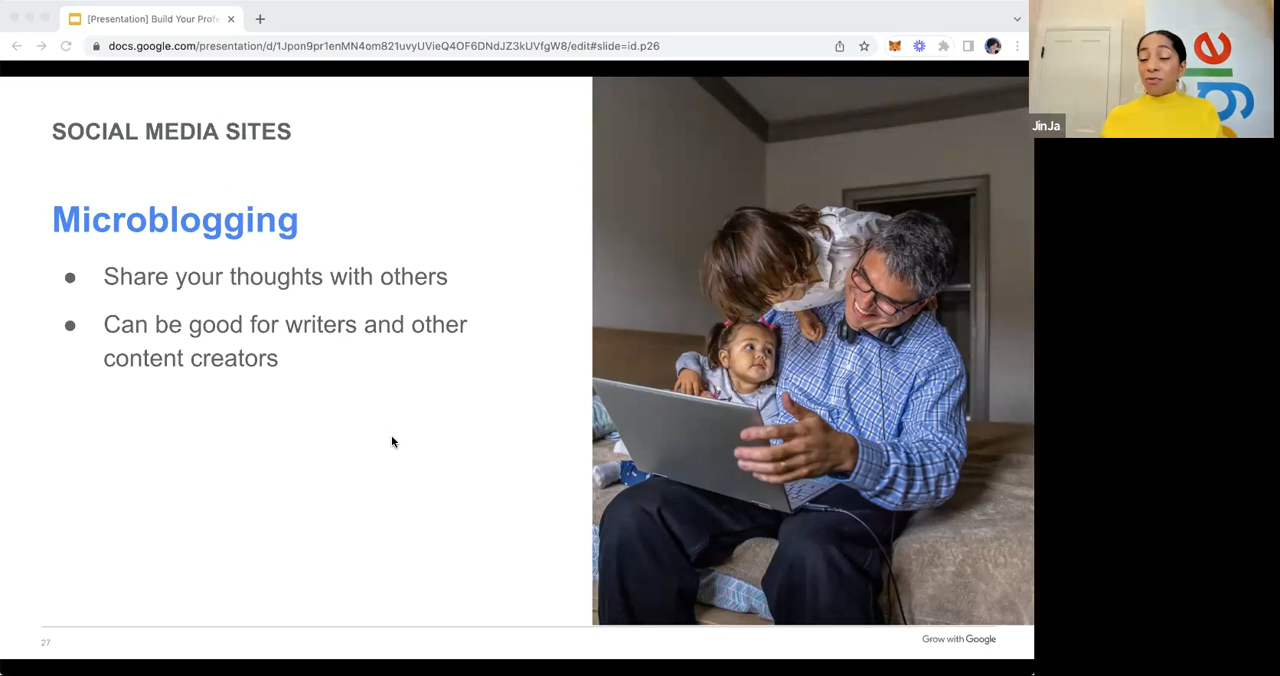 [Presentation] Build Your Profe
docs.google.com/presentation/d/1Jpon9pr1enMN4om821uvyUVieQ4OF6DNdJZ3kUVfgW8/edit#slide=id.p26
JinJa
SOCIAL MEDIA SITES
Microblogging
● Share your thoughts with others
● Can be good for writers and other
content creators
27
Grow with Google